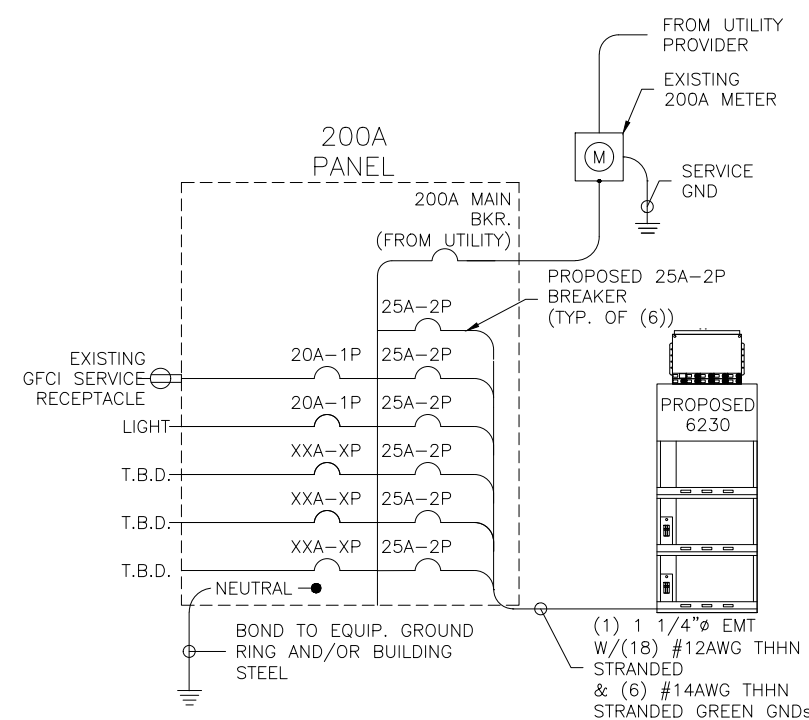 FROM UTILITY
PROVIDER
EXISTING
200A METER
M
SERVICE
GND
200A
PANEL
200A MAIN
BKR.
(FROM UTILITY)
PROPOSED 25A-2P
BREAKER
(TYP. OF (6))
25A-2P
EXISTING
GFCI SERVICE
RECEPTACLE
20A-1P 25A-2P
LIGHT
20A-1P 25A-2P
T.B.D.
XXA-XP 25A-2P
T.B.D.
XXA-XP 25A-2P
T.B.D.
XXA-XP 25A-2P
PROPOSED
6230
NEUTRAL
BOND TO EQUIP. GROUND
RING AND/OR BUILDING
STEEL
(1) 1 1/4"ø EMT
W/(18) #12AWG THHN
STRANDED
& (6) #14AWG THHN
STRANDED GREEN GNDs